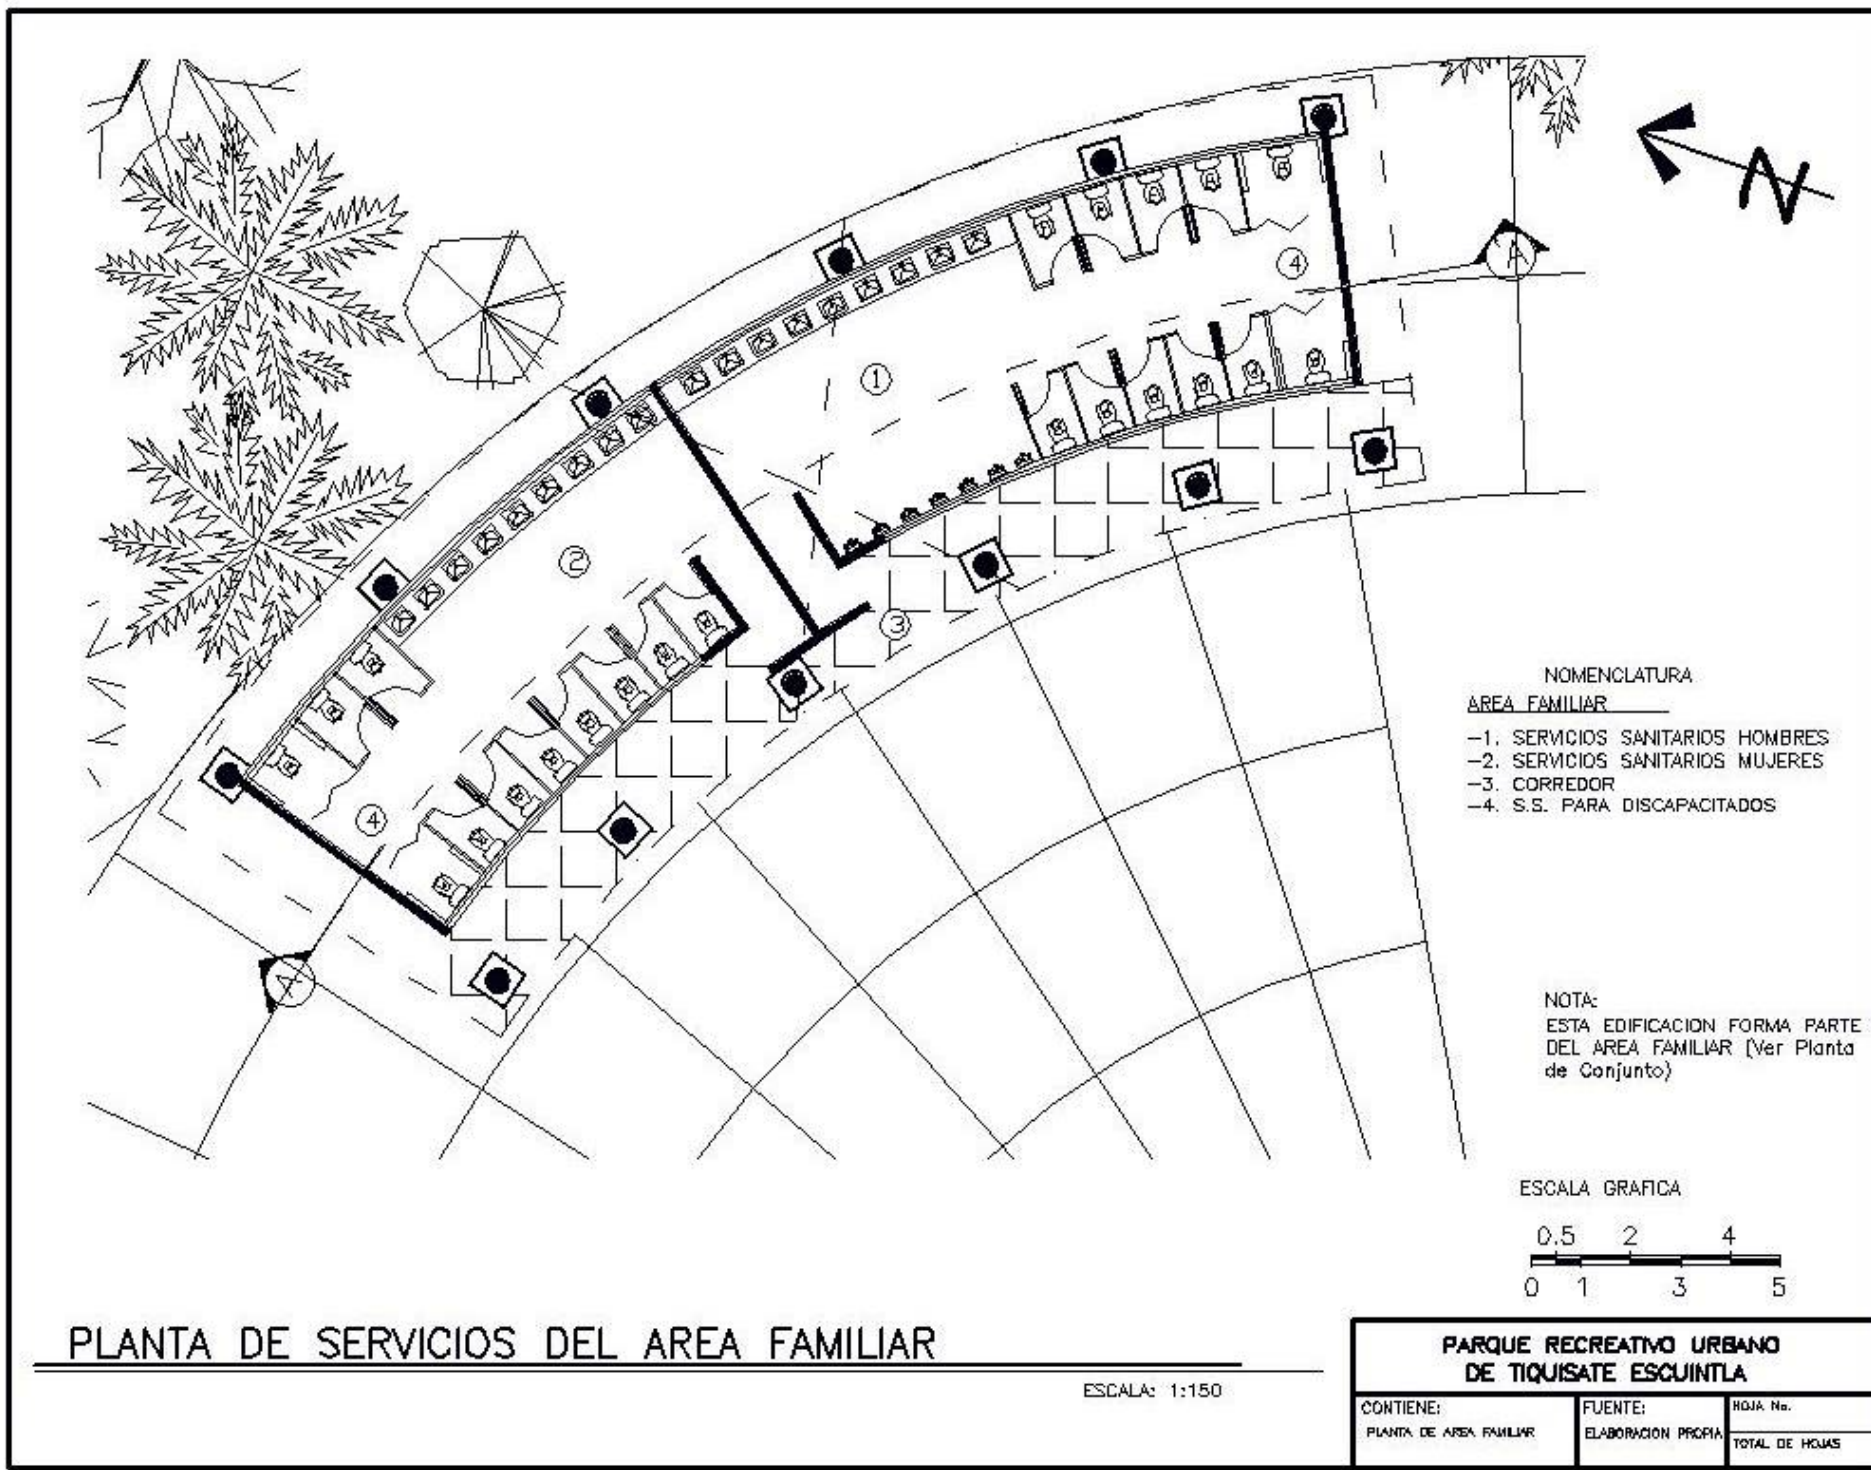 N
A
4
1
2
3
4
A
NOMENCLATURA
AREA FAMILIAR
-1. SERVICIOS SANITARIOS HOMBRES
-2. SERVICIOS SANITARIOS MUJERES
-3. CORREDOR
-4. S.S. PARA DISCAPACITADOS
NOTA:
ESTA EDIFICACION FORMA PARTE
DEL AREA FAMILIAR (Ver Planta
de Conjunto)
ESCALA GRAFICA
0.5 2 4
0 1 3 5
PLANTA DE SERVICIOS DEL AREA FAMILIAR
ESCALA: 1:150
PARQUE RECREATIVO URBANO
DE TIQUISATE ESCUINTLA
CONTIENE:
PLANTA DE AREA FAMILIAR
FUENTE:
ELABORACION PROPIA
HOJA No.
TOTAL DE HOJAS